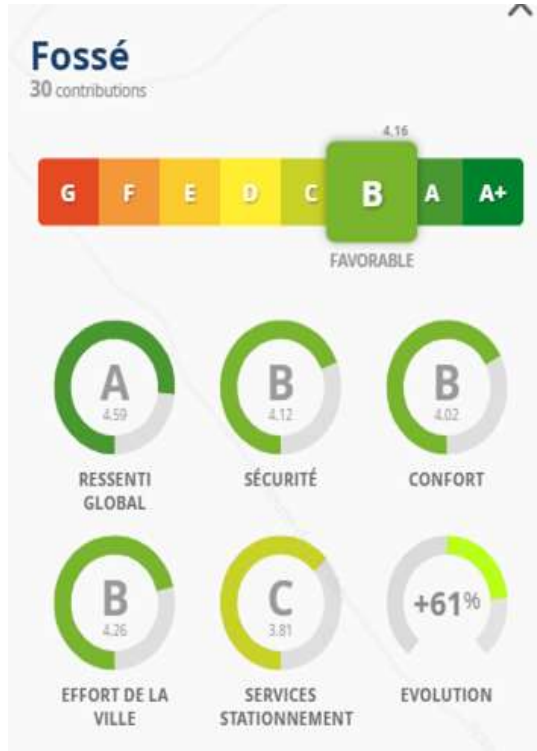 Fossé
30 contributions
4.16
G F E D C B A A+
FAVORABLE
A B B
4.59 4.12 4.02
RESSENTI GLOBAL
SÉCURITÉ
CONFORT
B C +61%
4.26 3.81
EFFORT DE LA VILLE
SERVICES STATIONNEMENT
EVOLUTION